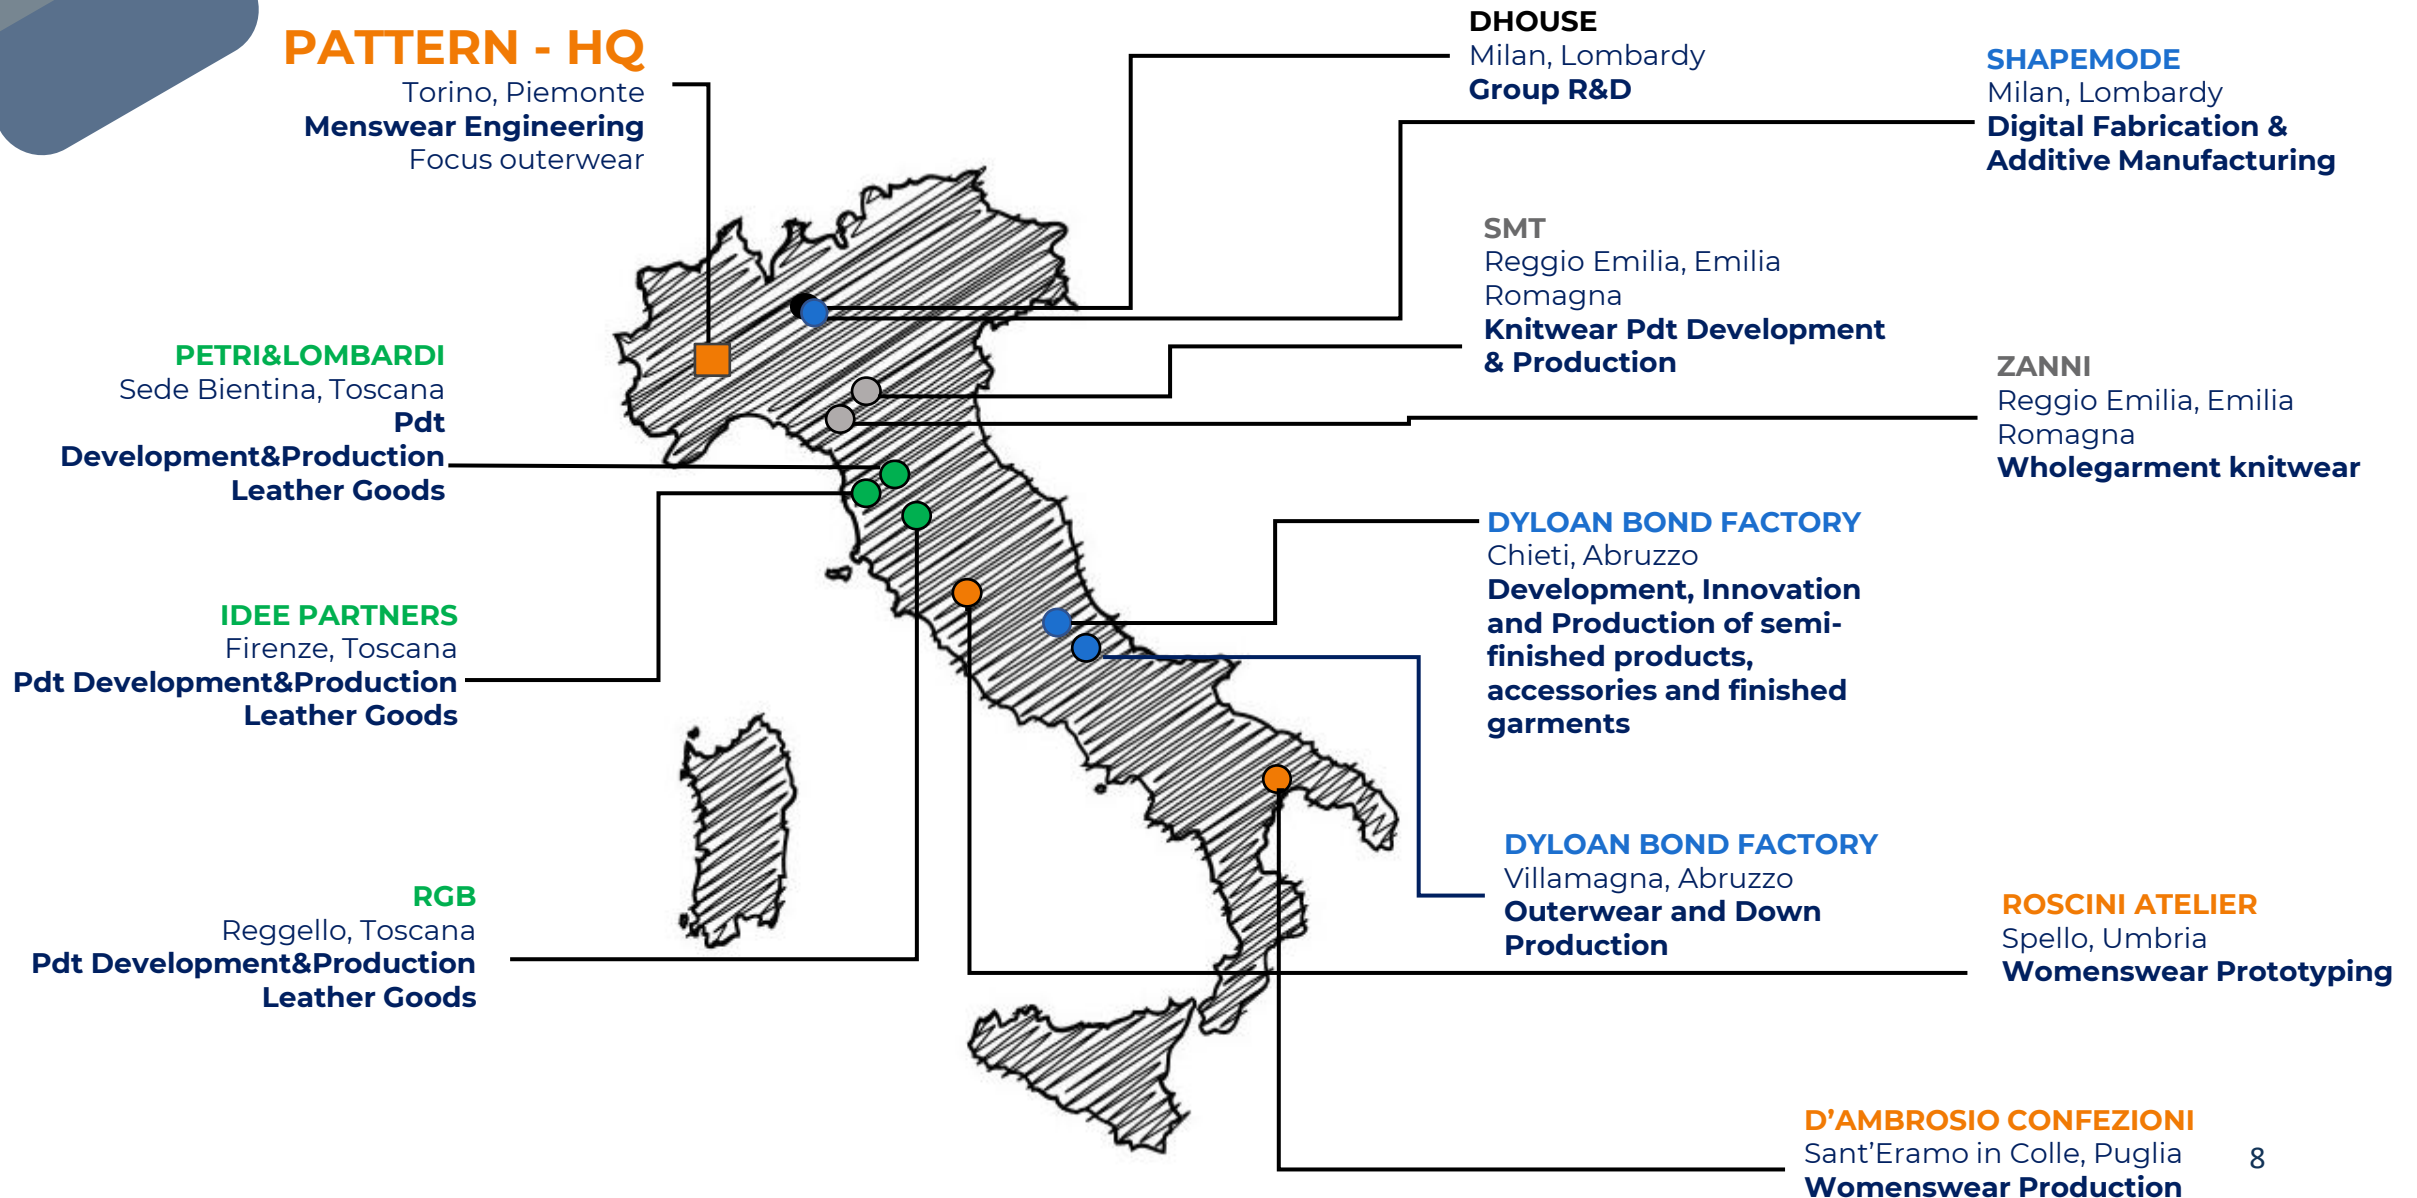 PATTERN - HQ
Torino, Piemonte
Menswear Engineering
Focus outerwear
DHOUSE
Milan, Lombardy
Group R&D
SHAPEMODE
Milan, Lombardy
Digital Fabrication &
Additive Manufacturing
SMT
Reggio Emilia, Emilia
Romagna
Knitwear Pdt Development
& Production
ZANNI
Reggio Emilia, Emilia
Romagna
Wholegarment knitwear
PETRI&LOMBARDI
Sede Bientina, Toscana
Pdt
Development&Production
Leather Goods
DYLOAN BOND FACTORY
Chieti, Abruzzo
Development, Innovation
and Production of semi-
finished products,
accessories and finished
garments
IDEE PARTNERS
Firenze, Toscana
Pdt Development&Production
Leather Goods
DYLOAN BOND FACTORY
Villamagna, Abruzzo
Outerwear and Down
Production
RGB
Reggello, Toscana
Pdt Development&Production
Leather Goods
ROSCINI ATELIER
Spello, Umbria
Womenswear Prototyping
D’AMBROSIO CONFEZIONI
Sant’Eramo in Colle, Puglia
Womenswear Production
8